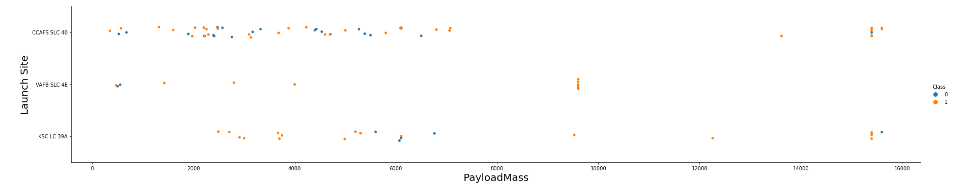 CCAFS SLC 40
VAFB SLC 4E
KSC LC 39A
Launch Site
0 2000 4000 6000 8000 10000 12000 14000 16000
PayloadMass
Class
0
1